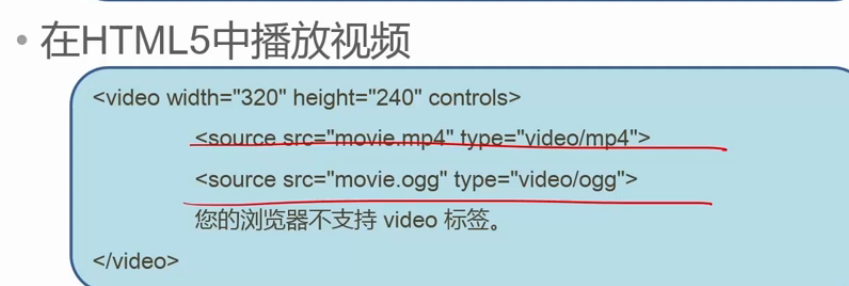 • 在HTML5中播放视频
<video width="320" height="240" controls>
<source src="movie.mp4" type="video/mp4">
<source src="movie.ogg" type="video/ogg">
您的浏览器不支持 video 标签。
</video>